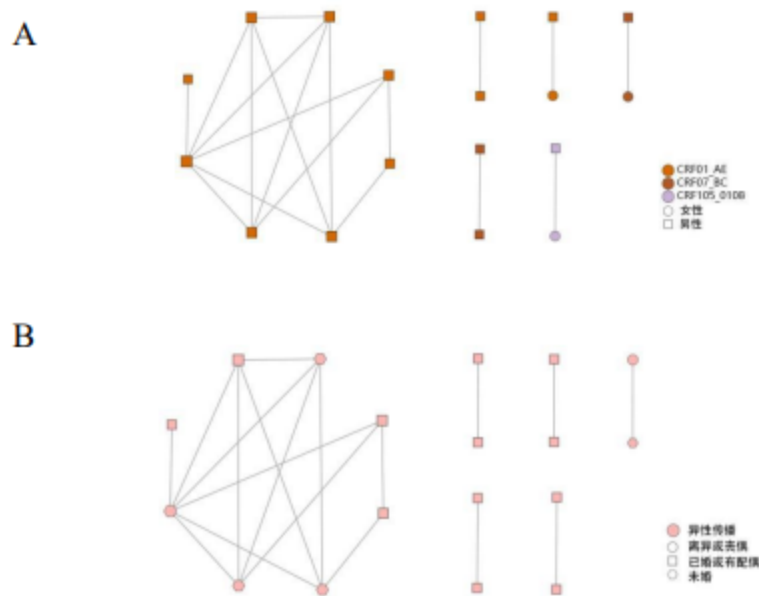 A
CRF01_AE
CRF07_BC
CRF105_0108
女性
男性
B
异性传播
离异或丧偶
已婚或有配偶
未婚